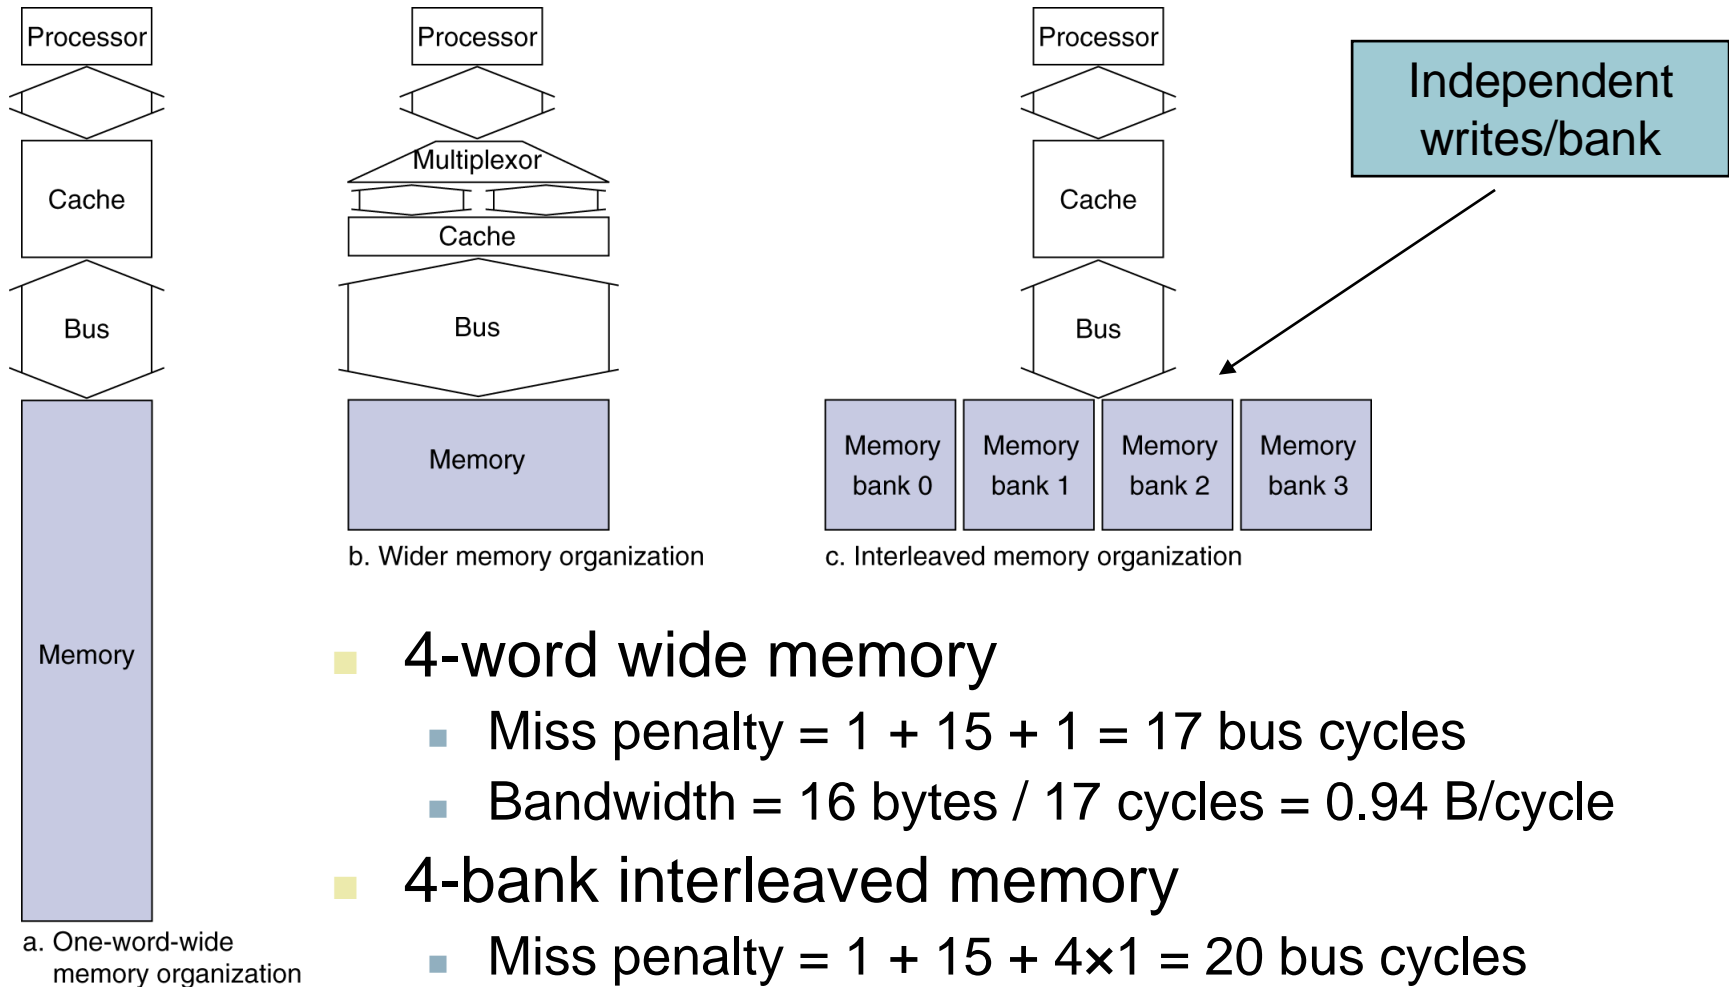 Processor
Cache
Bus
Memory
a. One-word-wide
memory organization
Processor
Multiplexor
Cache
Bus
Memory
b. Wider memory organization
Processor
Cache
Bus
Memory
bank 0
Memory
bank 1
Memory
bank 2
Memory
bank 3
c. Interleaved memory organization
Independent
writes/bank
4-word wide memory
Miss penalty = 1 + 15 + 1 = 17 bus cycles
Bandwidth = 16 bytes / 17 cycles = 0.94 B/cycle
4-bank interleaved memory
Miss penalty = 1 + 15 + 4×1 = 20 bus cycles